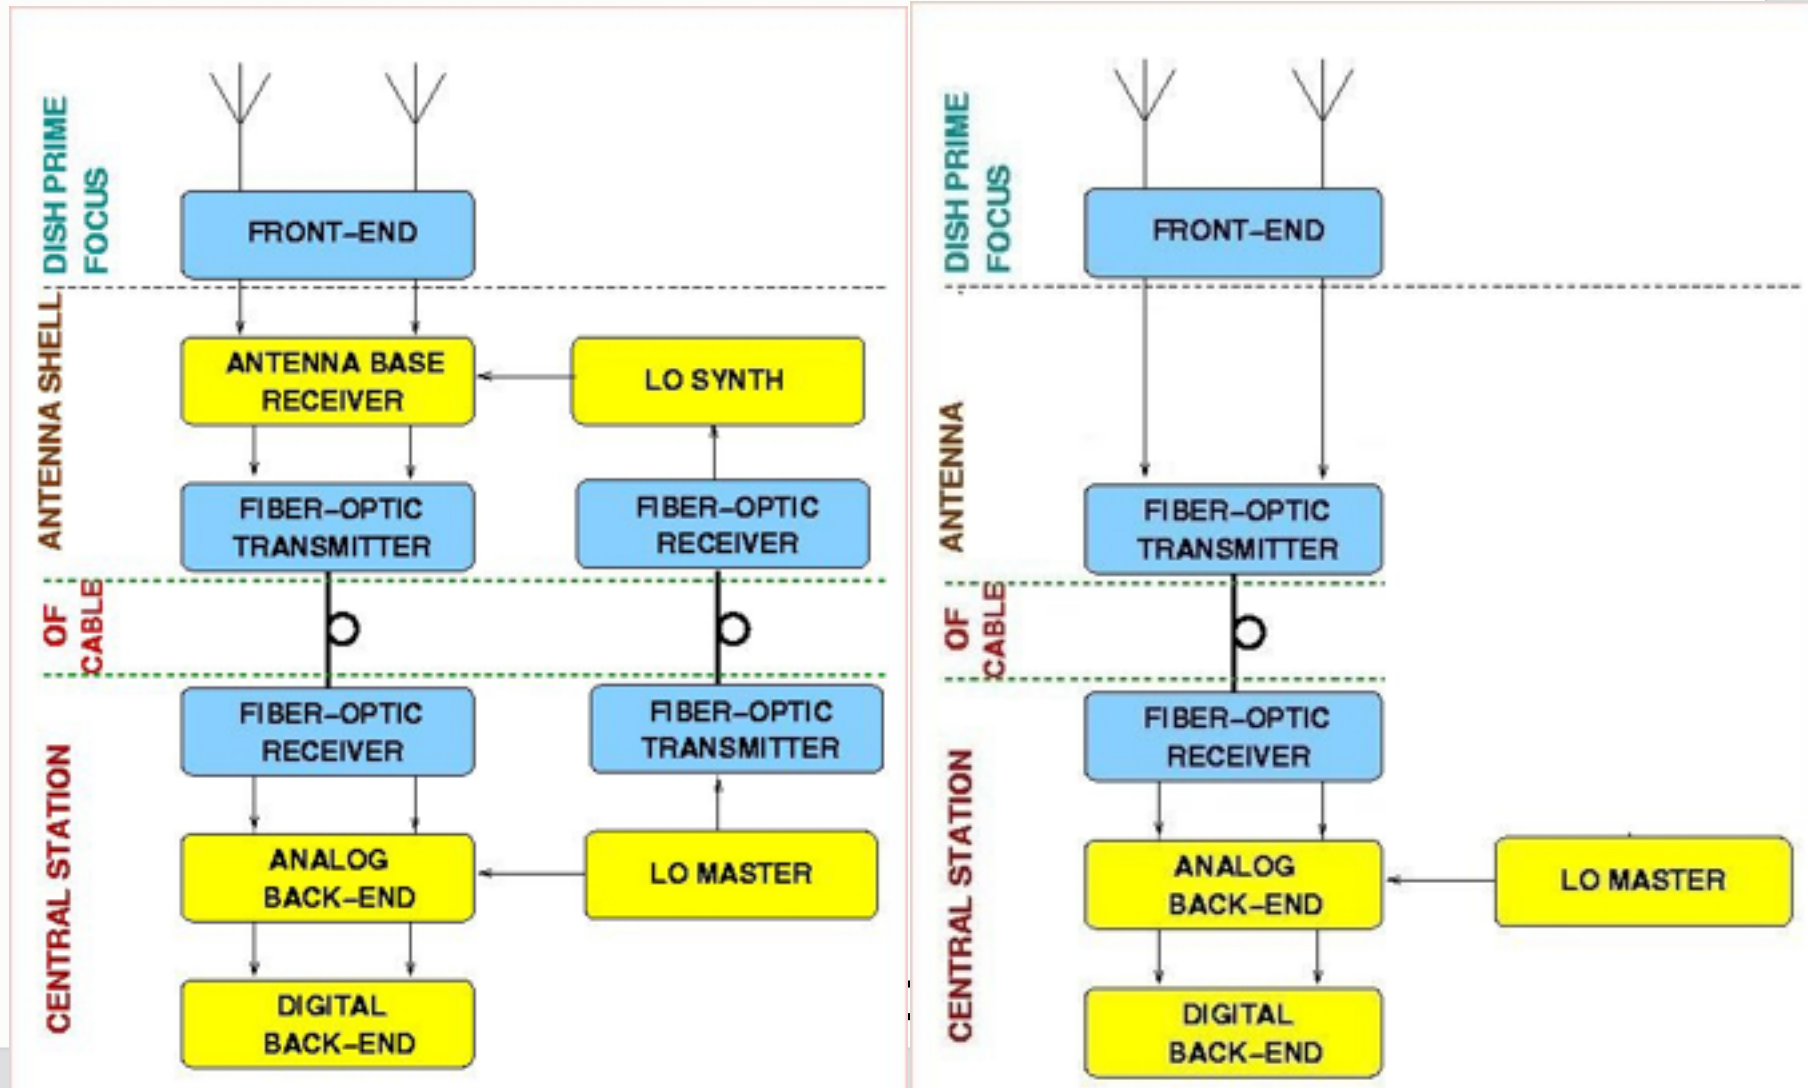 DISH PRIME
FOCUS
FRONT–END
ANTENNA SHELL
ANTENNA BASE
RECEIVER
LO SYNTH
FIBER–OPTIC
TRANSMITTER
FIBER–OPTIC
RECEIVER
OF
CABLE
CENTRAL STATION
FIBER–OPTIC
RECEIVER
FIBER–OPTIC
TRANSMITTER
ANALOG
BACK–END
LO MASTER
DIGITAL
BACK–END
DISH PRIME
FOCUS
FRONT–END
ANTENNA
FIBER–OPTIC
TRANSMITTER
OF
CABLE
CENTRAL STATION
FIBER–OPTIC
RECEIVER
ANALOG
BACK–END
LO MASTER
DIGITAL
BACK–END